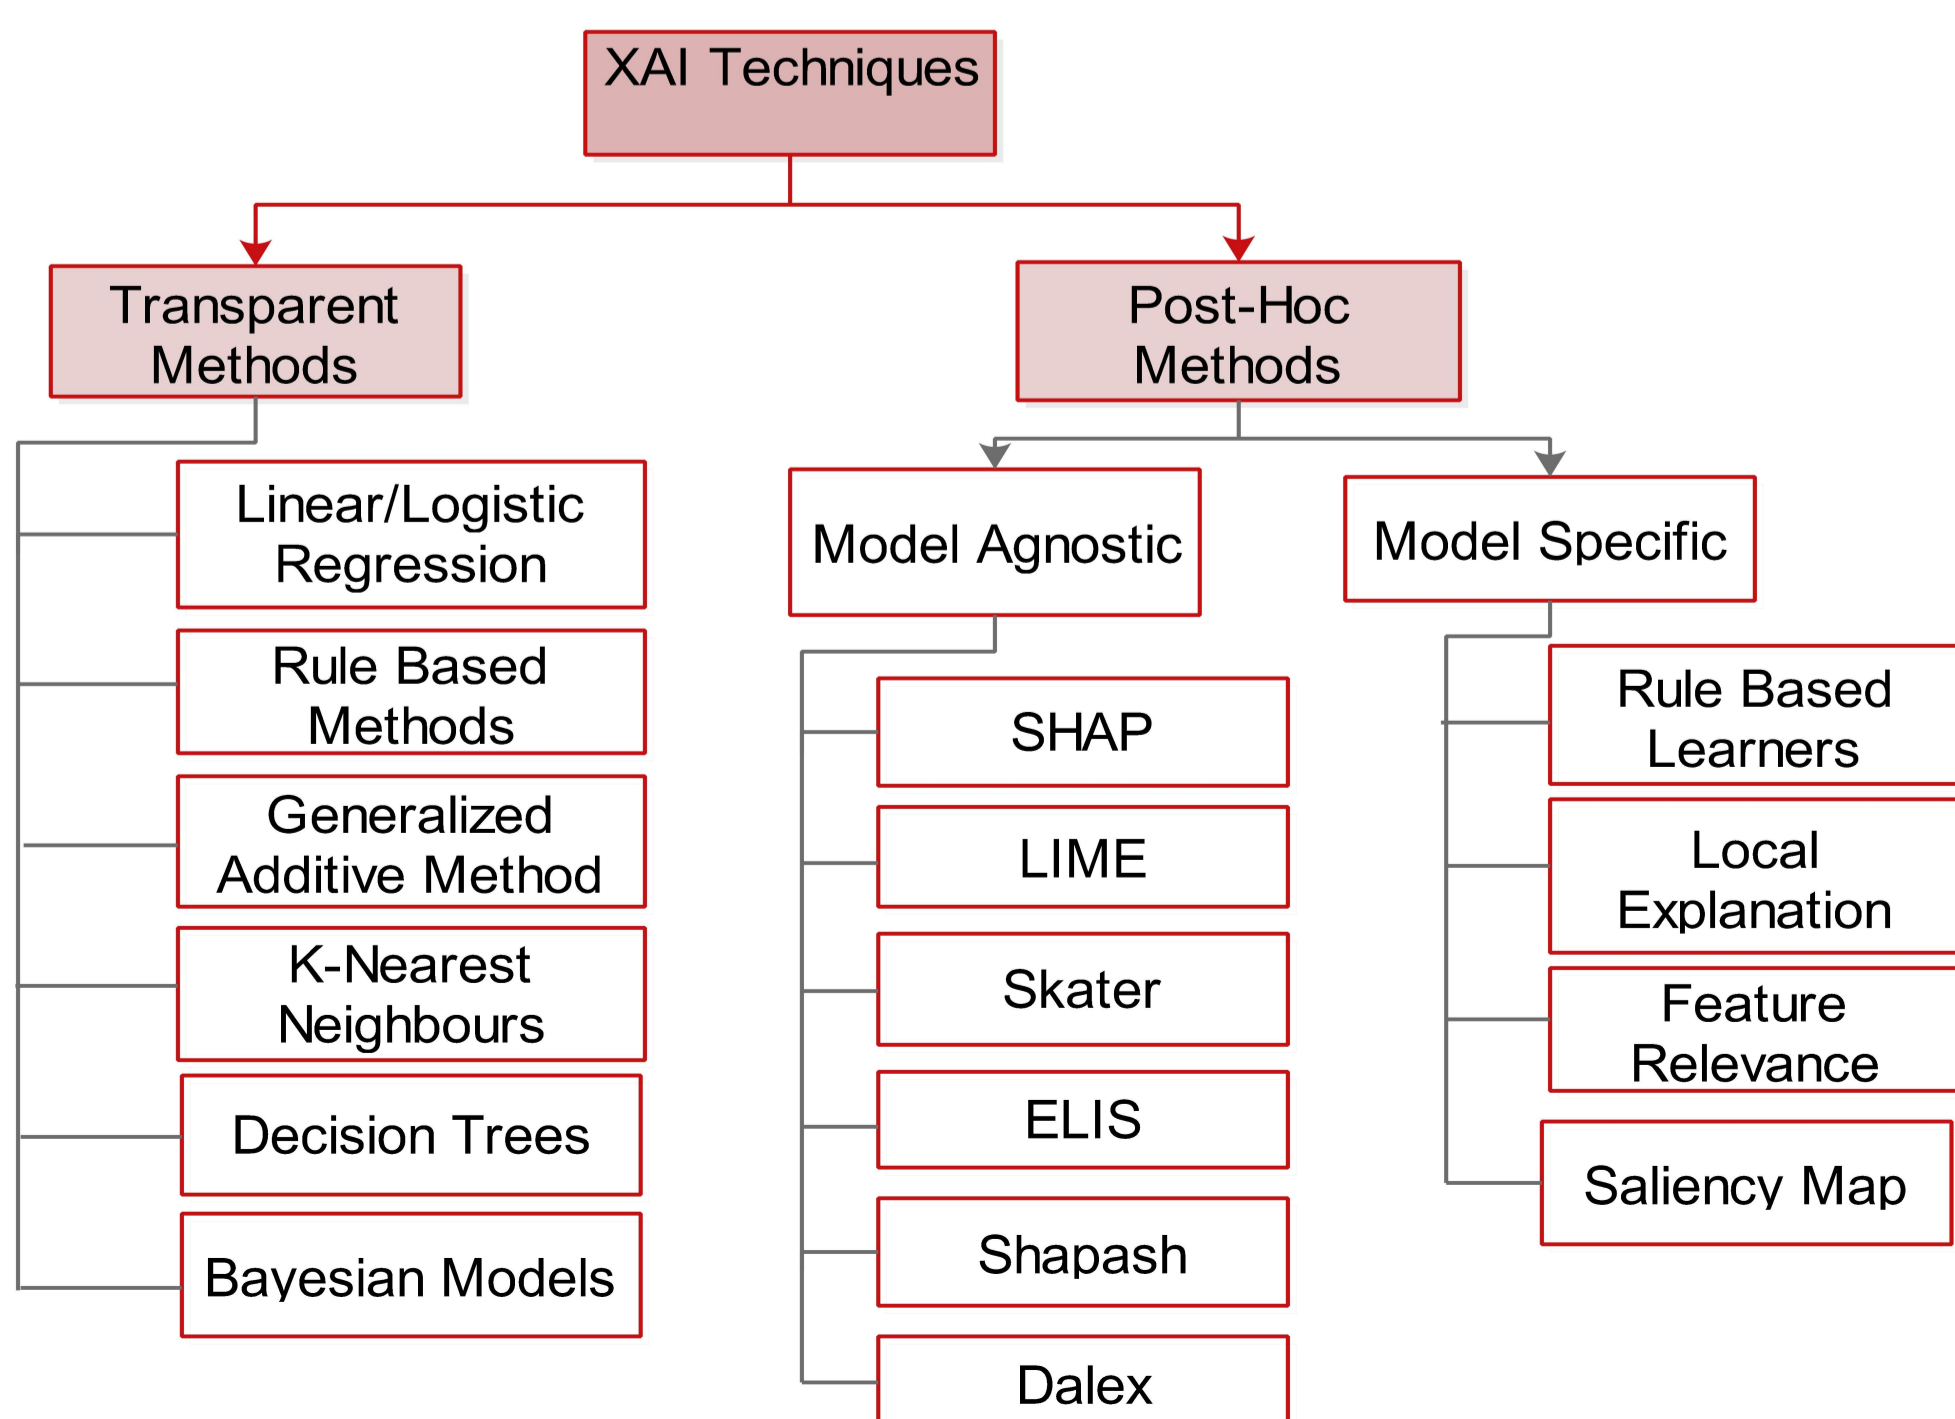 XAI Techniques
Transparent
Methods
Post-Hoc
Methods
Linear/Logistic
Regression
Rule Based
Methods
Generalized
Additive Method
K-Nearest
Neighbours
Decision Trees
Bayesian Models
Model Agnostic
SHAP
LIME
Skater
ELIS
Shapash
Dalex
Model Specific
Rule Based
Learners
Local
Explanation
Feature
Relevance
Saliency Map